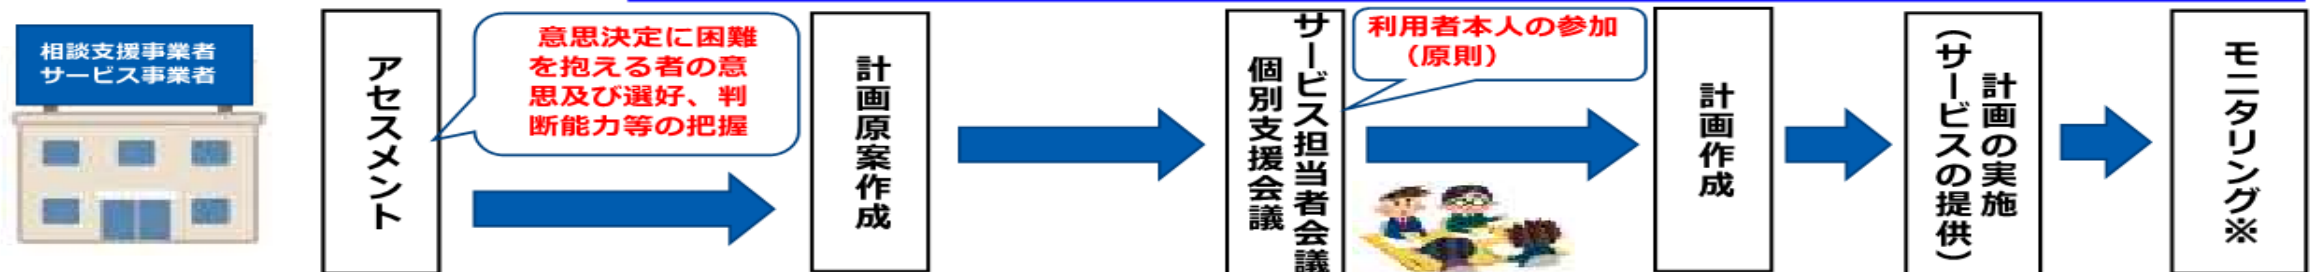 相談支援事業者
サービス事業者
アセスメント
意思決定に困難
を抱える者の意
思及び選好、判
断能力等の把握
計画原案作成
サービス担当者会議
個別支援会議
利用者本人の参加
（原則）
計画作成
計画の実施
（サービスの提供）
モニタリング※